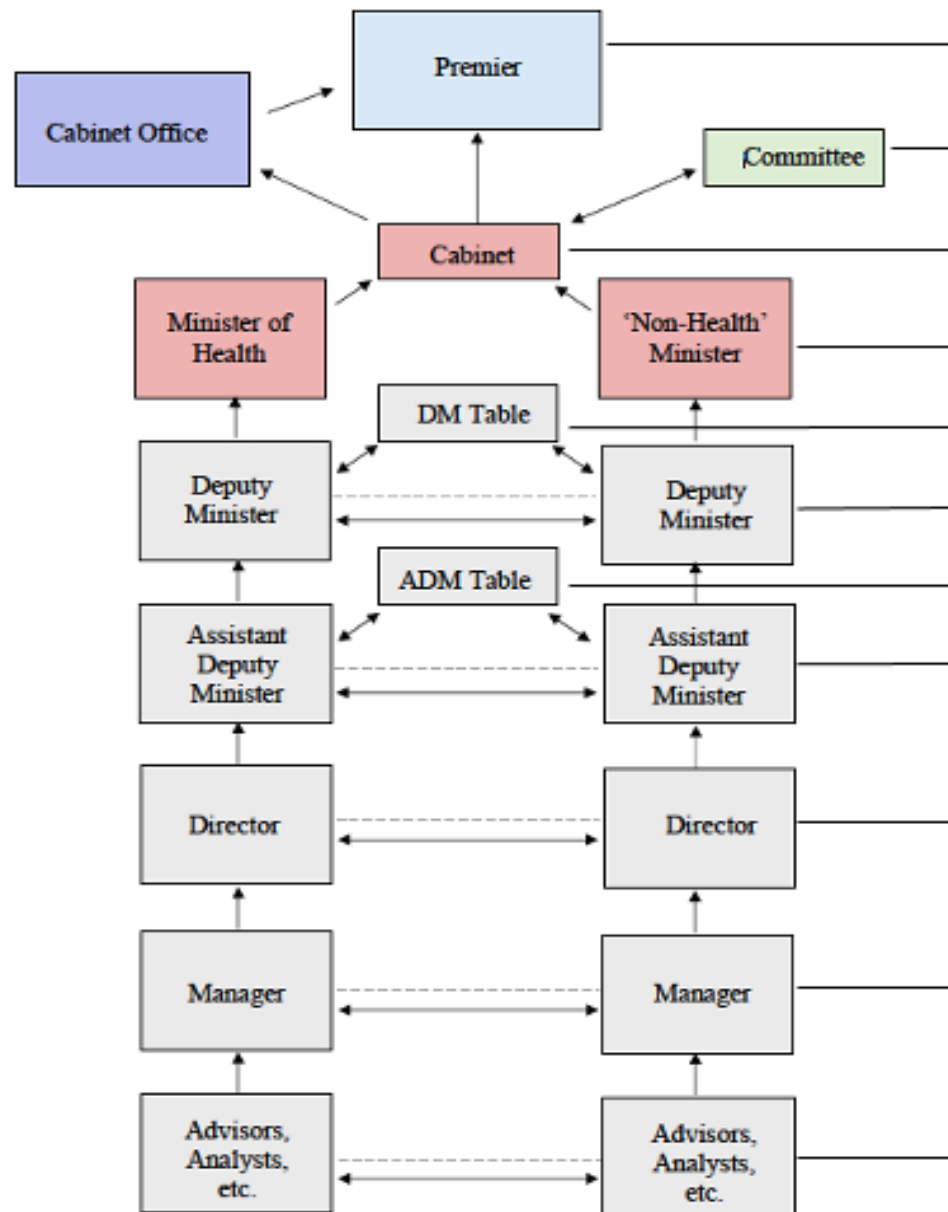 Premier
Cabinet Office
Committee
Cabinet
Minister of
Health
‘Non-Health’
Minister
DM Table
Deputy
Minister
Deputy
Minister
ADM Table
Assistant
Deputy
Minister
Assistant
Deputy
Minister
Director
Director
Manager
Manager
Advisors,
Analysts,
etc.
Advisors,
Analysts,
etc.